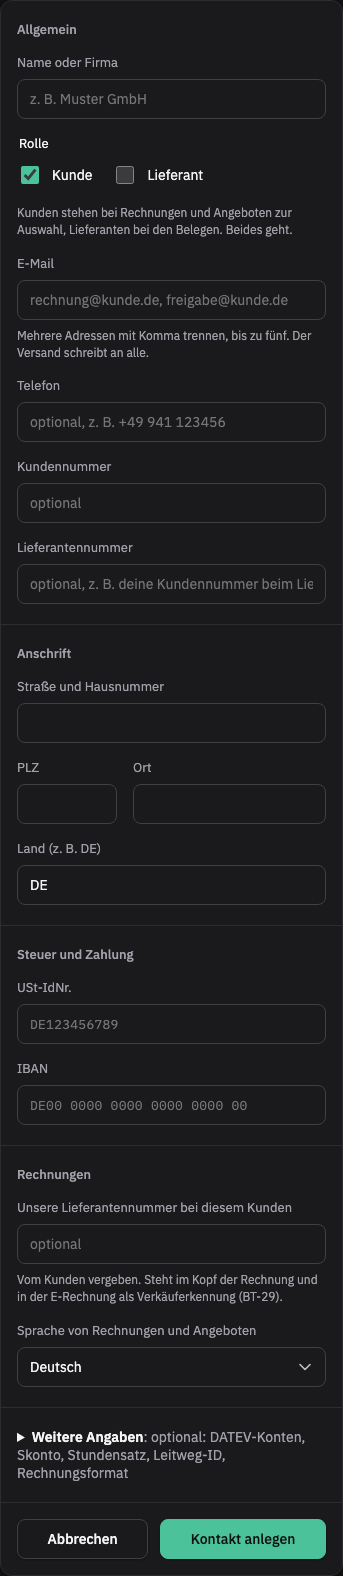 Allgemein
Name oder Firma
z. B. Muster GmbH
Rolle
Kunde Lieferant
Kunden stehen bei Rechnungen und Angeboten zur
Auswahl, Lieferanten bei den Belegen. Beides geht.
E-Mail
rechnung@kunde.de, freigabe@kunde.de
Mehrere Adressen mit Komma trennen, bis zu fünf. Der
Versand schreibt an alle.
Telefon
optional, z. B. +49 941 123456
Kundennummer
optional
Lieferantennummer
optional, z. B. deine Kundennummer beim Lie
Anschrift
Straße und Hausnummer
PLZ Ort
Land (z. B. DE)
DE
Steuer und Zahlung
USt-IdNr.
DE123456789
IBAN
DE00 0000 0000 0000 0000 00
Rechnungen
Unsere Lieferantennummer bei diesem Kunden
optional
Vom Kunden vergeben. Steht im Kopf der Rechnung und
in der E-Rechnung als Verkäuferkennung (BT-29).
Sprache von Rechnungen und Angeboten
Deutsch
Weitere Angaben: optional: DATEV-Konten,
Skonto, Stundensatz, Leitweg-ID,
Rechnungsformat
Abbrechen Kontakt anlegen